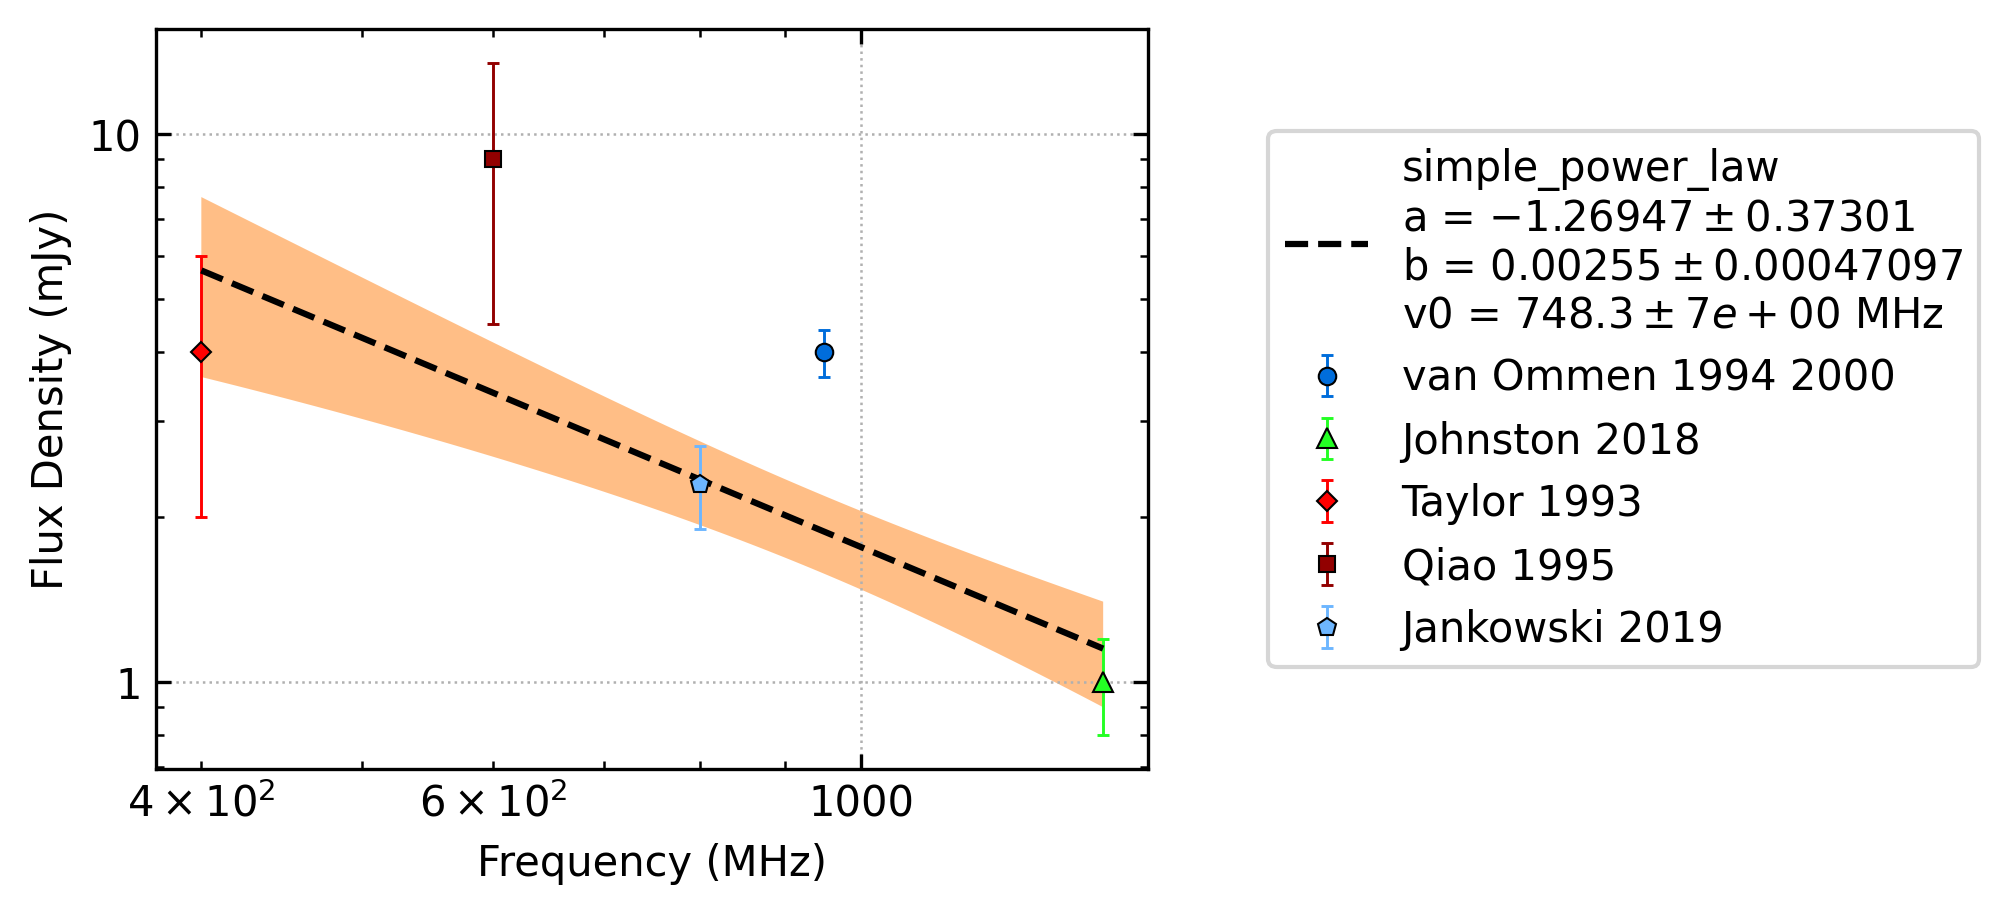 10
1
Flux Density (mJy)
4 × 10²
6 × 10²
1000
Frequency (MHz)
simple_power_law
a = −1.26947 ± 0.37301
b = 0.00255 ± 0.00047097
v0 = 748.3 ± 7e + 00 MHz
van Ommen 1994 2000
Johnston 2018
Taylor 1993
Qiao 1995
Jankowski 2019